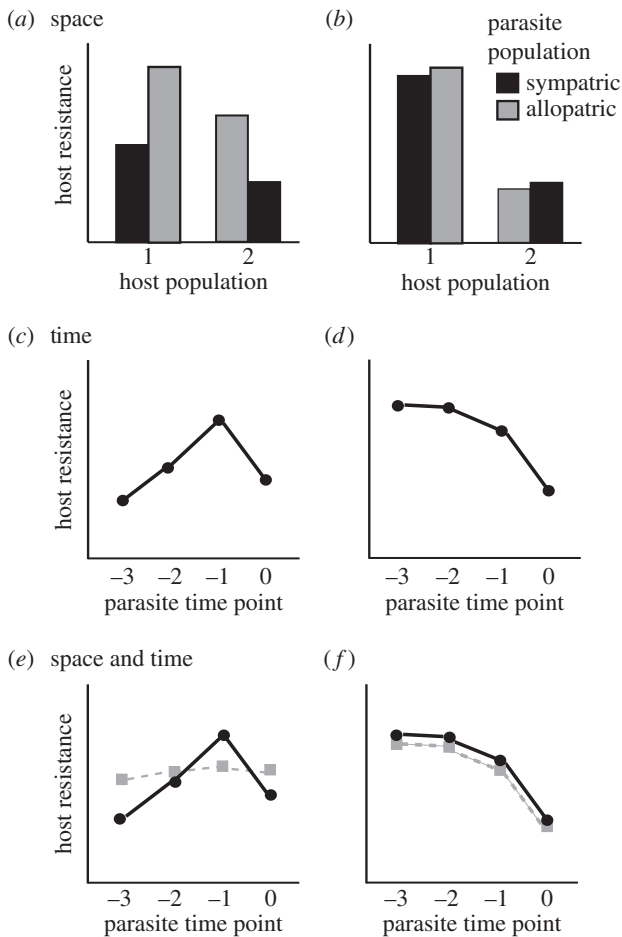 (a) space
(b)
parasite
population
sympatric
allopatric
host resistance
1 2
host population
1 2
host population
(c) time
(d)
host resistance
–3 –2 –1 0
parasite time point
–3 –2 –1 0
parasite time point
(e) space and time
(f)
host resistance
–3 –2 –1 0
parasite time point
–3 –2 –1 0
parasite time point